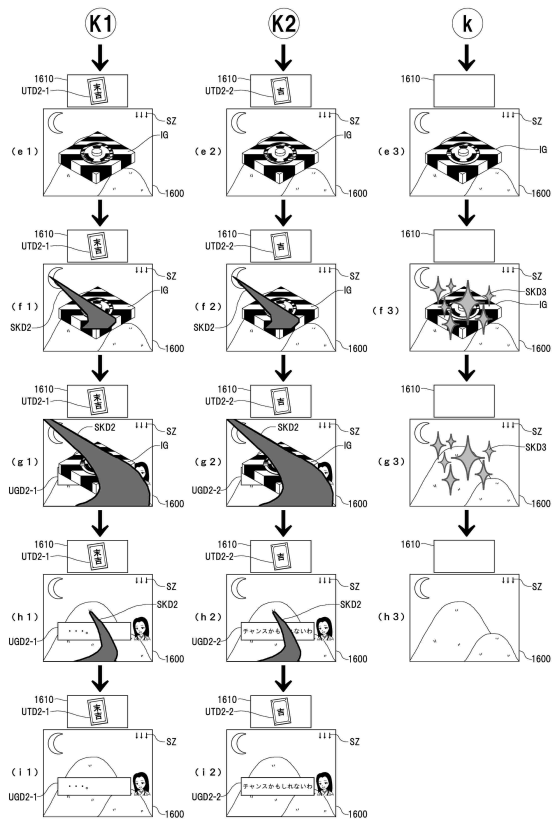 K1
K2
k
1610
UTD2-1
末吉
SZ
IG
(e1)
1600
1610
UTD2-2
吉
SZ
IG
(e2)
1600
1610
SZ
IG
(e3)
1600
1610
UTD2-1
末吉
SZ
IG
(f1)
SKD2
1600
1610
UTD2-2
吉
SZ
IG
(f2)
SKD2
1600
1610
SZ
SKD3
IG
(f3)
1600
1610
UTD2-1
末吉
SKD2
SZ
IG
(g1)
UGD2-1
1600
1610
UTD2-2
吉
SKD2
SZ
IG
(g2)
UGD2-2
1600
1610
SZ
SKD3
(g3)
1600
1610
UTD2-1
末吉
SZ
(h1)
SKD2
UGD2-1
・・・。
1600
1610
UTD2-2
吉
SZ
(h2)
SKD2
UGD2-2
チャンスかもしれないわ
1600
1610
(h3)
1600
1610
UTD2-1
末吉
SZ
(i1)
UGD2-1
・・・。
1600
1610
UTD2-2
吉
SZ
(i2)
UGD2-2
チャンスかもしれないわ
1600